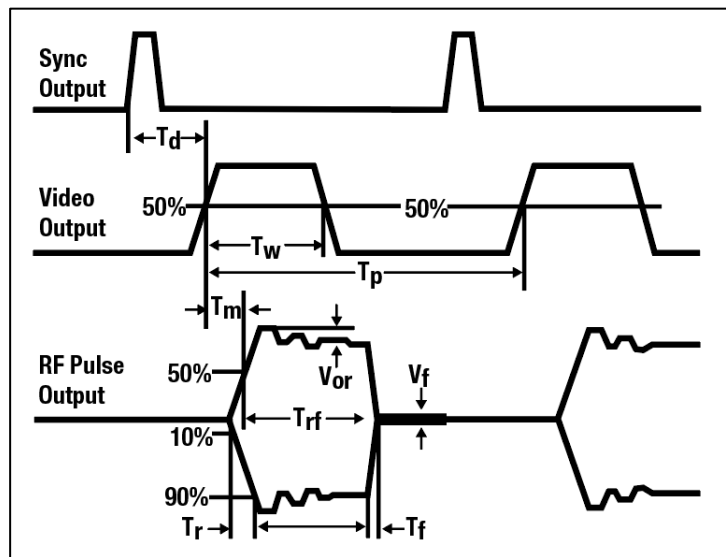 Sync
Output
Td
Video
Output
50%
50%
Tw
Tp
Tm
RF Pulse
Output
50%
Vor
Vf
Trf
10%
90%
Tr
Tf